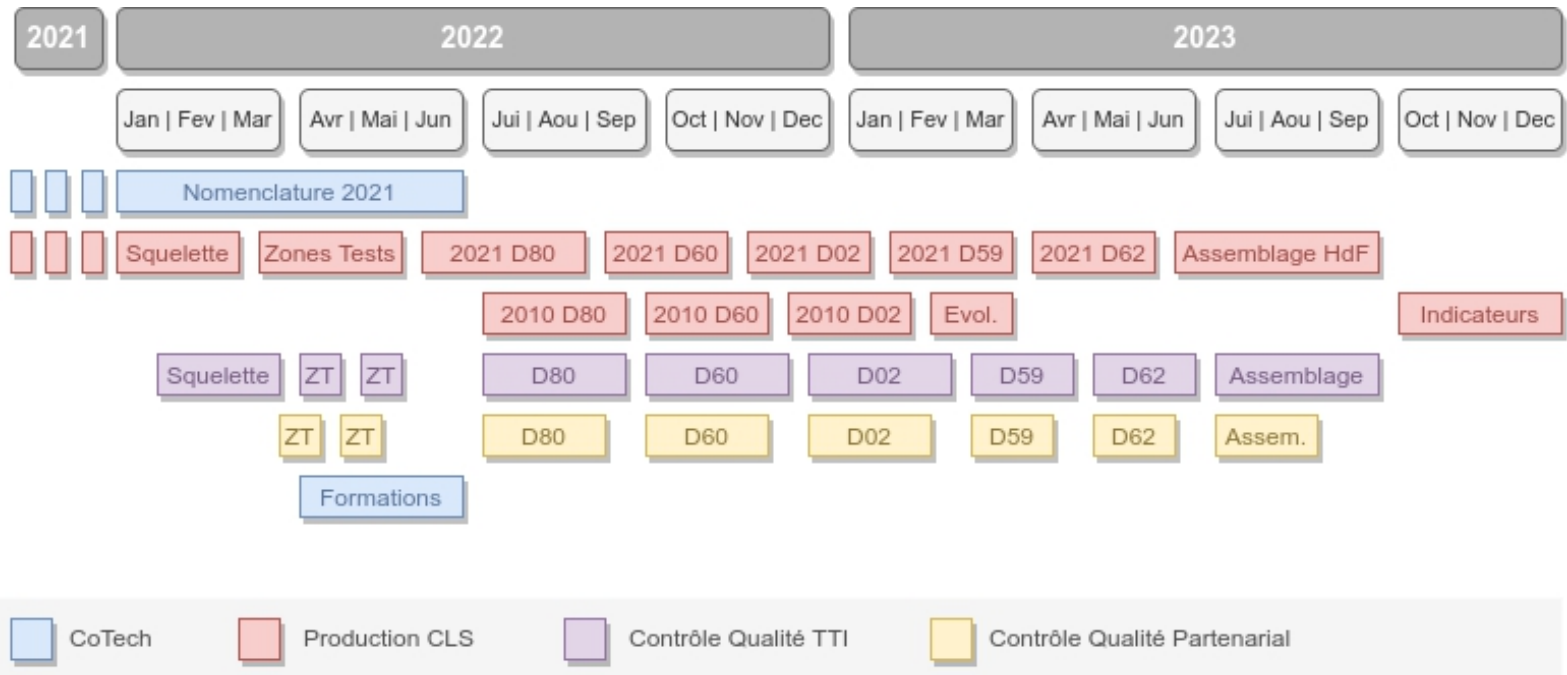 2021 2022 2023
Jan | Fev | Mar Avr | Mai | Jun Jui | Aou | Sep Oct | Nov | Dec Jan | Fev | Mar Avr | Mai | Jun Jui | Aou | Sep Oct | Nov | Dec
Nomenclature 2021
Squelette Zones Tests 2021 D80 2021 D60 2021 D02 2021 D59 2021 D62 Assemblage HdF
2010 D80 2010 D60 2010 D02 Evol. Indicateurs
Squelette ZT ZT D80 D60 D02 D59 D62 Assemblage
ZT ZT D80 D60 D02 D59 D62 Assem.
Formations
CoTech Production CLS Contrôle Qualité TTI Contrôle Qualité Partenarial